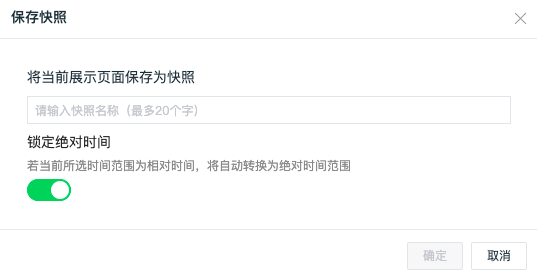 保存快照
将当前展示页面保存为快照
请输入快照名称（最多20个字）
锁定绝对时间
若当前所选时间范围为相对时间，将自动转换为绝对时间范围
确定 取消